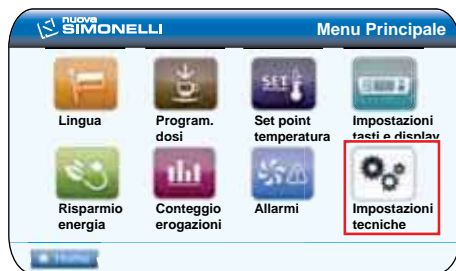 nuova
SIMONELLI
Menu Principale
Lingua
Program.
dosi
SET
Set point
temperatura
Impostazioni
tasti e display
Risparmio
energia
Conteggio
erogazioni
Allarmi
Impostazioni
tecniche
Home